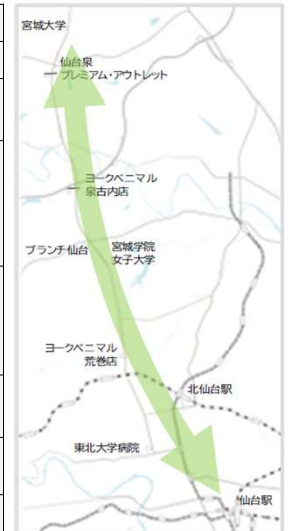 宮城大学
仙台泉
プレミアム・アウトレット
ヨークベニマル
泉古内店
ブランチ仙台
宮城学院
女子大学
ヨークベニマル
荒巻店
北仙台駅
東北大学病院
仙台駅